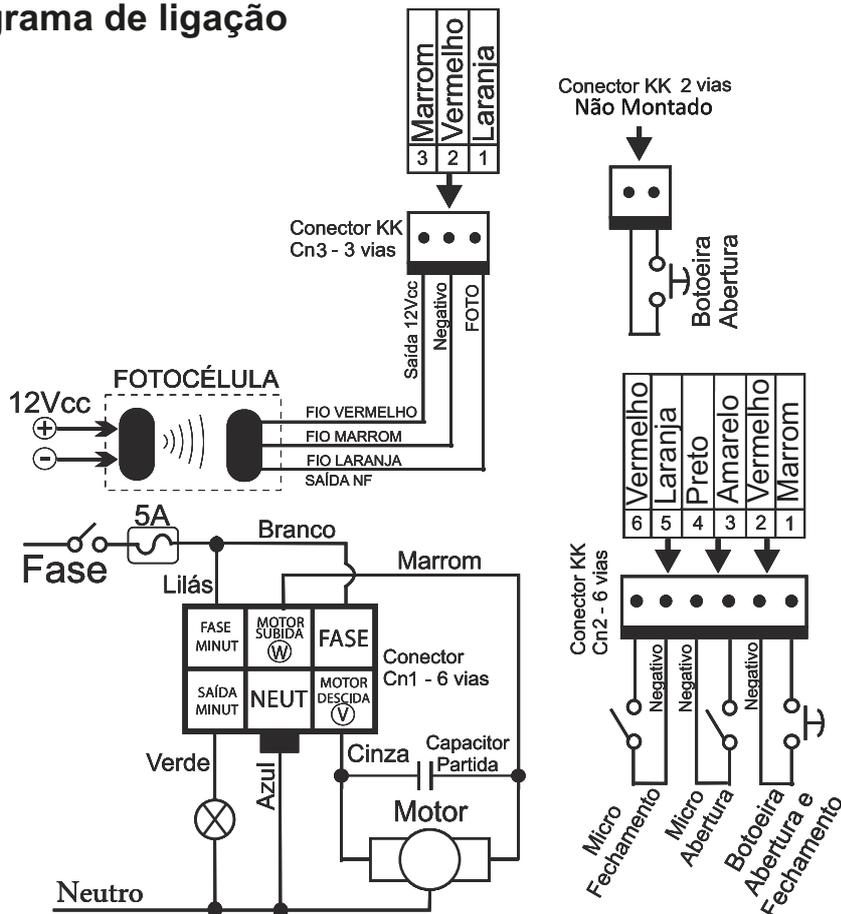 grama de ligação
Marrom
Vermelho
Laranja
3
2
1
Conector KK
Cn3 - 3 vias
Saída 12Vcc
Negativo
FOTO
Conector KK 2 vias
Não Montado
Botoeira
Abertura
FOTOCÉLULA
12Vcc
+
-
FIO VERMELHO
FIO MARROM
FIO LARANJA
SAÍDA NF
Vermelho
Laranja
Preto
Amarelo
Vermelho
Marrom
6
5
4
3
2
1
Conector KK
Cn2 - 6 vias
Negativo
Negativo
Negativo
Micro
Fechamento
Micro
Abertura
Botoeira
Abertura e
Fechamento
5A
Fase
Branco
Lilás
Marrom
FASE
MINUT
MOTOR
SUBIDA
W
FASE
SAÍDA
MINUT
NEUT
MOTOR
DESCIDA
V
Conector
Cn1 - 6 vias
Verde
Azul
Cinza
Capacitor
Partida
Motor
Neutro